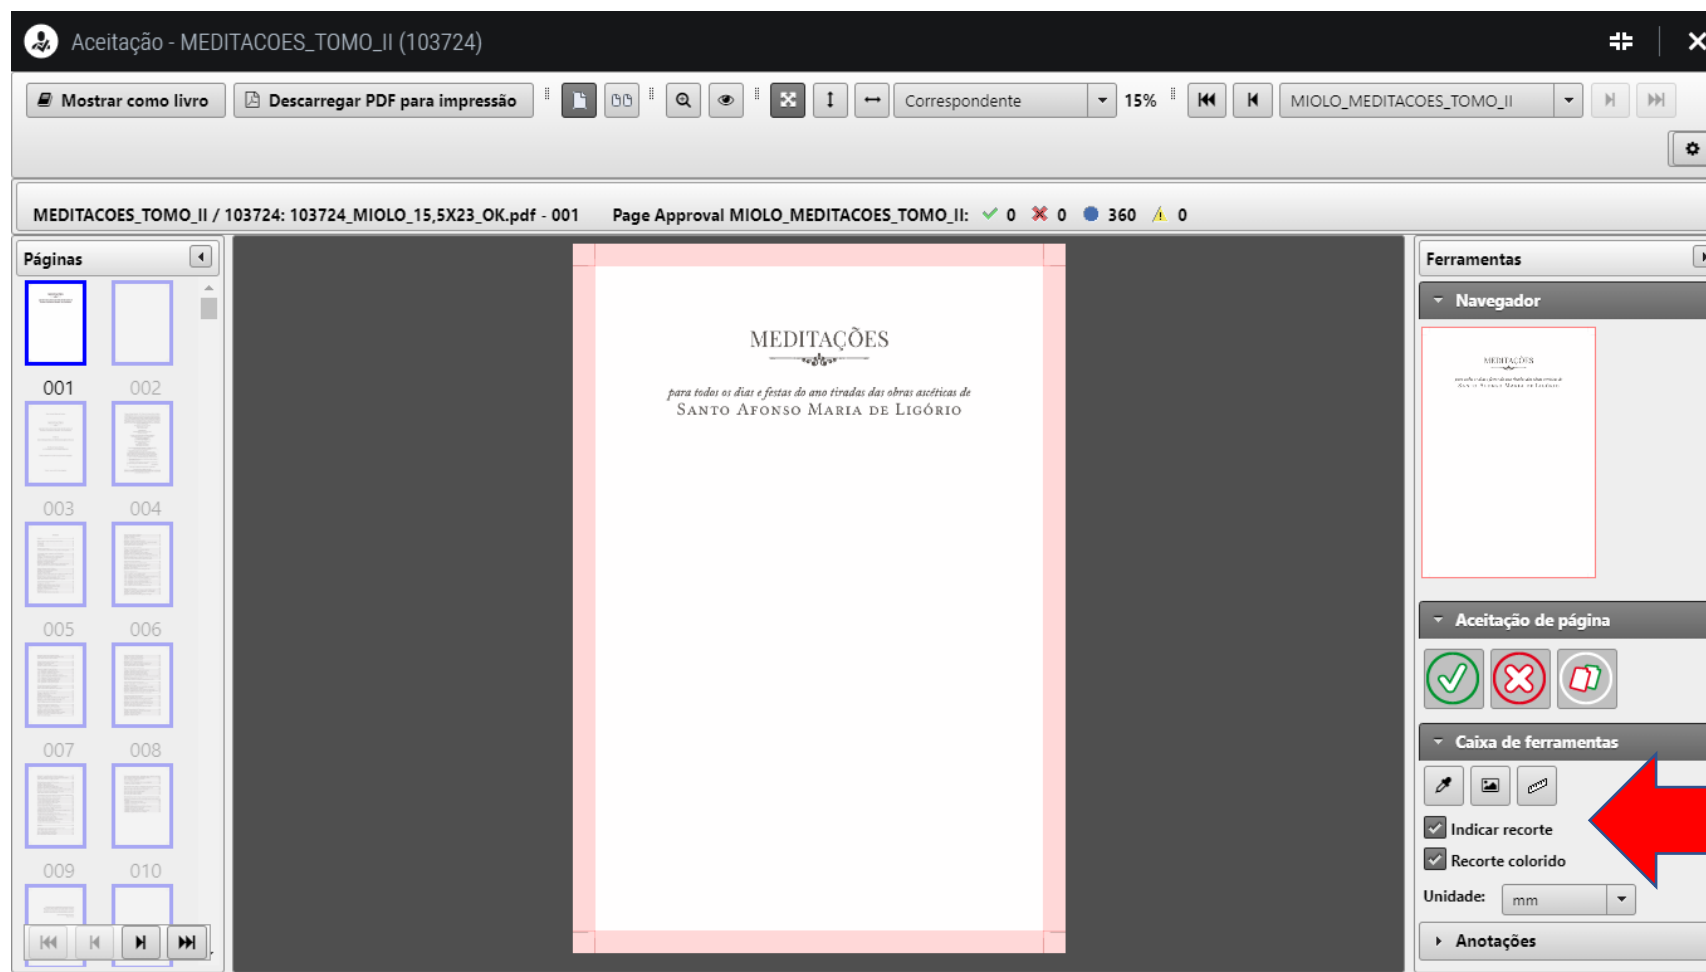 Aceitação - MEDITACOES_TOMO_II (103724)
Mostrar como livro Descarregar PDF para impressão Correspondente 15% MIOLO_MEDITACOES_TOMO_II
MEDITACOES_TOMO_II / 103724: 103724_MIOLO_15,5X23_OK.pdf - 001 Page Approval MIOLO_MEDITACOES_TOMO_II: 0 0 360 0
Páginas
001 002
003 004
005 006
007 008
009 010
MEDITAÇÕES
para todos os dias e festas do ano tiradas das obras ascéticas de
Santo Afonso Maria de Ligório
Ferramentas
Navegador
MEDITAÇÕES
Aceitação de página
Caixa de ferramentas
Indicar recorte
Recorte colorido
Unidade: mm
Anotações